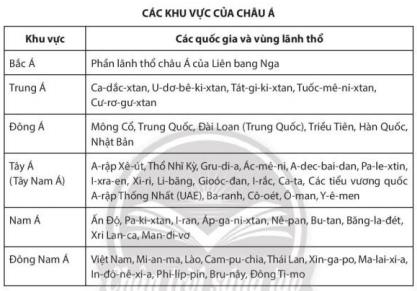 CÁC KHU VỰC CỦA CHÂU Á
Khu vực
Các quốc gia và vùng lãnh thổ
Bắc Á
Phần lãnh thổ châu Á của Liên bang Nga
Trung Á
Ca-dắc-xtan, U-dơ-bê-ki-xtan, Tát-gi-ki-xtan, Tuốc-mê-ni-xtan,
Cư-rơ-gư-xtan
Đông Á
Mông Cổ, Trung Quốc, Đài Loan (Trung Quốc), Triều Tiên, Hàn Quốc,
Nhật Bản
Tây Á
(Tây Nam Á)
A-rập Xê-út, Thổ Nhĩ Kỳ, Gru-di-a, Ác-mê-ni, A-dec-bai-dan, Pa-le-xtin,
I-xra-en, Xi-ri, Li-băng, Gioóc-đan, I-rắc, Ca-ta, Các tiểu vương quốc
A-rập Thống Nhất (UAE), Ba-ranh, Cô-oét, Ô-man, Y-ê-men
Nam Á
Ấn Độ, Pa-ki-xtan, I-ran, Áp-ga-ni-xtan, Nê-pan, Bu-tan, Băng-la-đét,
Xri Lan-ca, Man-đi-vơ
Đông Nam Á
Việt Nam, Mi-an-ma, Lào, Cam-pu-chia, Thái Lan, Xin-ga-po, Ma-lai-xi-a,
In-đô-nê-xi-a, Phi-líp-pin, Bru-nây, Đông Ti-mo
Chân trời sáng tạo